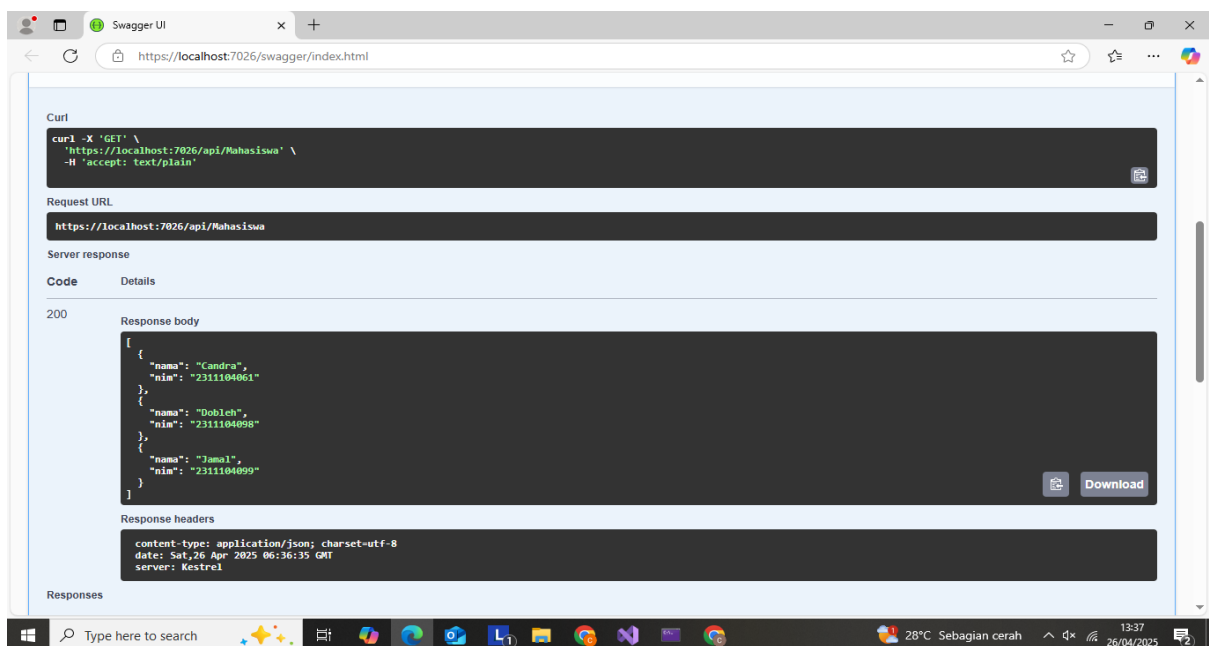 Swagger UI
https://localhost:7026/swagger/index.html
Curl
curl -X 'GET' \
'https://localhost:7026/api/Mahasiswa' \
-H 'accept: text/plain'
Request URL
https://localhost:7026/api/Mahasiswa
Server response
Code Details
200
Response body
[
{
"nama": "Candra",
"nim": "2311104061"
},
{
"nama": "Dobleh",
"nim": "2311104098"
},
{
"nama": "Jamal",
"nim": "2311104099"
}
]
Download
Response headers
content-type: application/json; charset=utf-8
date: Sat,26 Apr 2025 06:36:35 GMT
server: Kestrel
Responses
Type here to search
28°C Sebagian cerah
13:37
26/04/2025